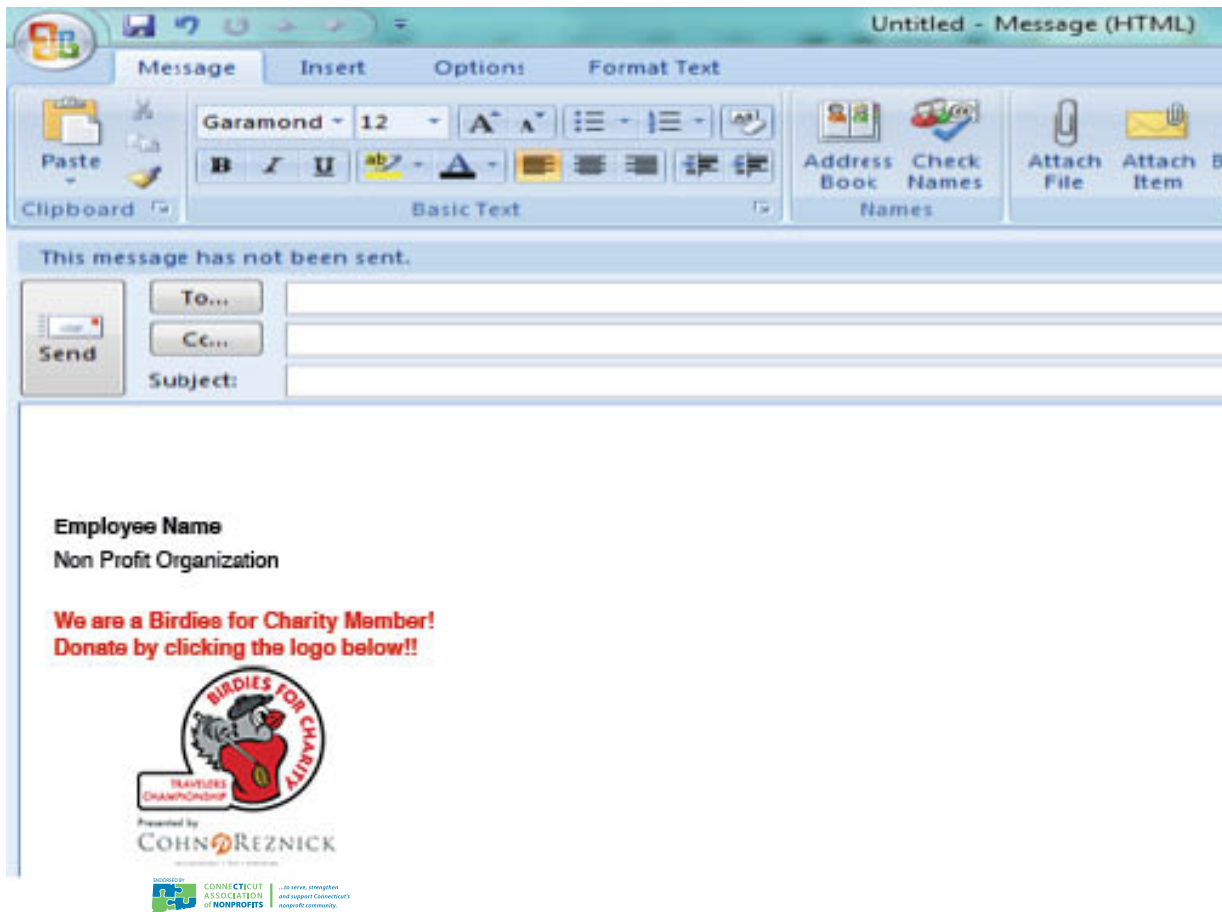 Untitled - Message (HTML)
Message Insert Options Format Text
Paste
Garamond 12
B I U
Address Book
Check Names
Attach File
Attach Item
Clipboard Basic Text Names
This message has not been sent.
Send
To...
Cc...
Subject:
Employee Name
Non Profit Organization
We are a Birdies for Charity Member!
Donate by clicking the logo below!!
BIRDIES FOR CHARITY
TRAVELERS
CHAMPIONSHIP
Presented by
COHNREZNICK
ENDORSED BY
CONNECTICUT
ASSOCIATION
of NONPROFITS
...to serve, strengthen
and support Connecticut's
nonprofit community.